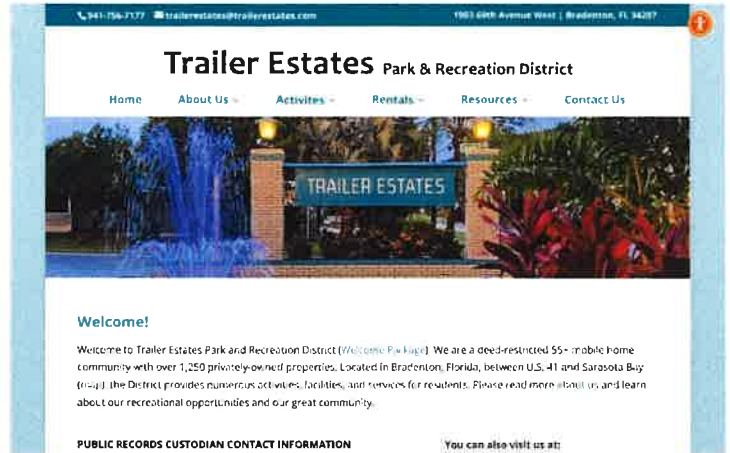 941-756-7177 trailerestates@trailerestates.com 1903 69th Avenue West | Bradenton, FL 34207
Trailer Estates Park & Recreation District
Home About Us Activites Rentals Resources Contact Us
TRAILER ESTATES
Welcome!
Welcome to Trailer Estates Park and Recreation District (Welcome Package). We are a deed-restricted 55+ mobile home
community with over 1,250 privately-owned properties. Located in Bradenton, Florida, between U.S. 41 and Sarasota Bay
(map), the District provides numerous activities, facilities, and services for residents. Please read more about us and learn
about our recreational opportunities and our great community.
PUBLIC RECORDS CUSTODIAN CONTACT INFORMATION You can also visit us at: